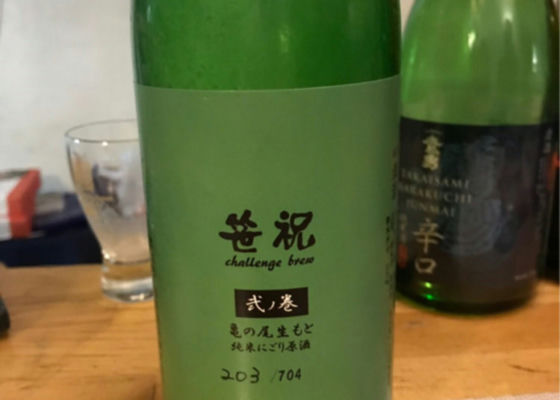 笹祝
challenge brew
弐ノ巻
亀の尾生もと
純米にごり原酒
203/704
TAKAISAMI
KARAKUCHI
JUNMAI
辛口